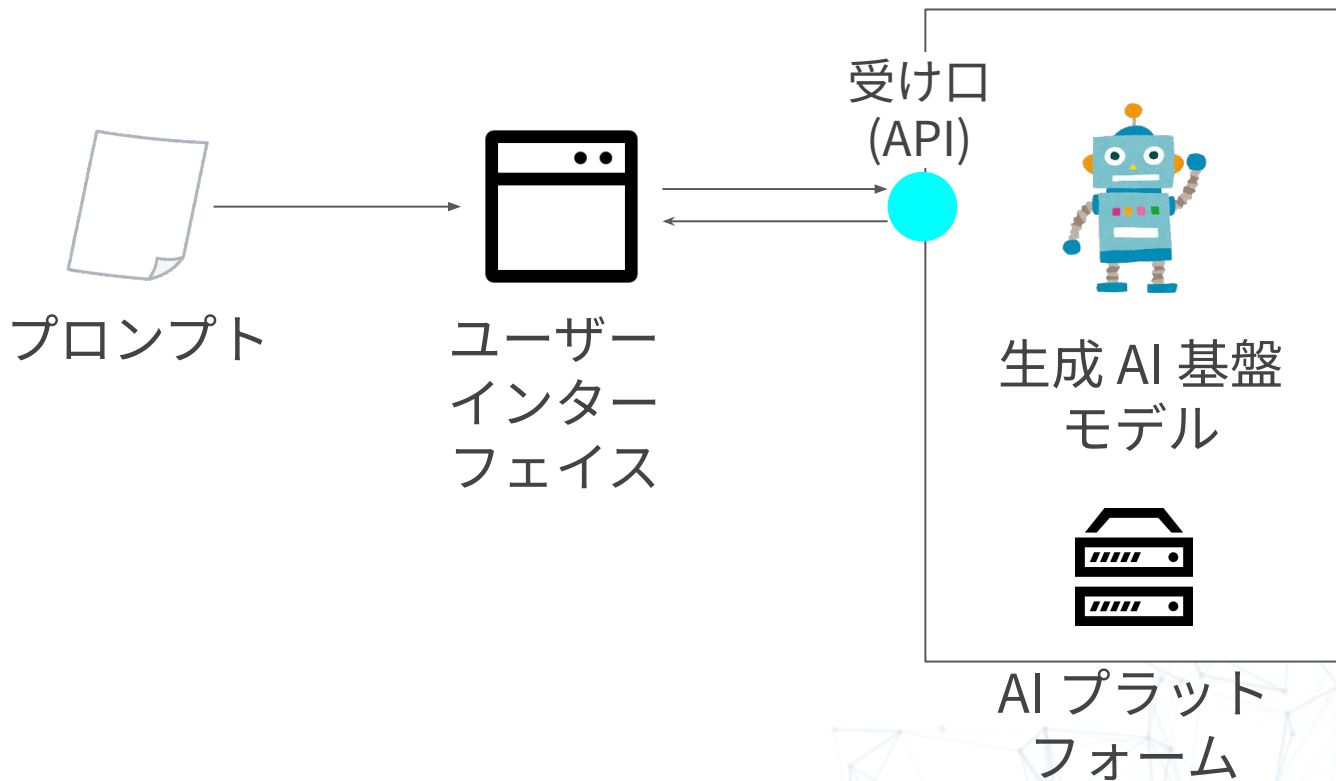 プロンプト
ユーザー
インター
フェイス
受け口
(API)
生成 AI 基盤
モデル
AI プラット
フォーム